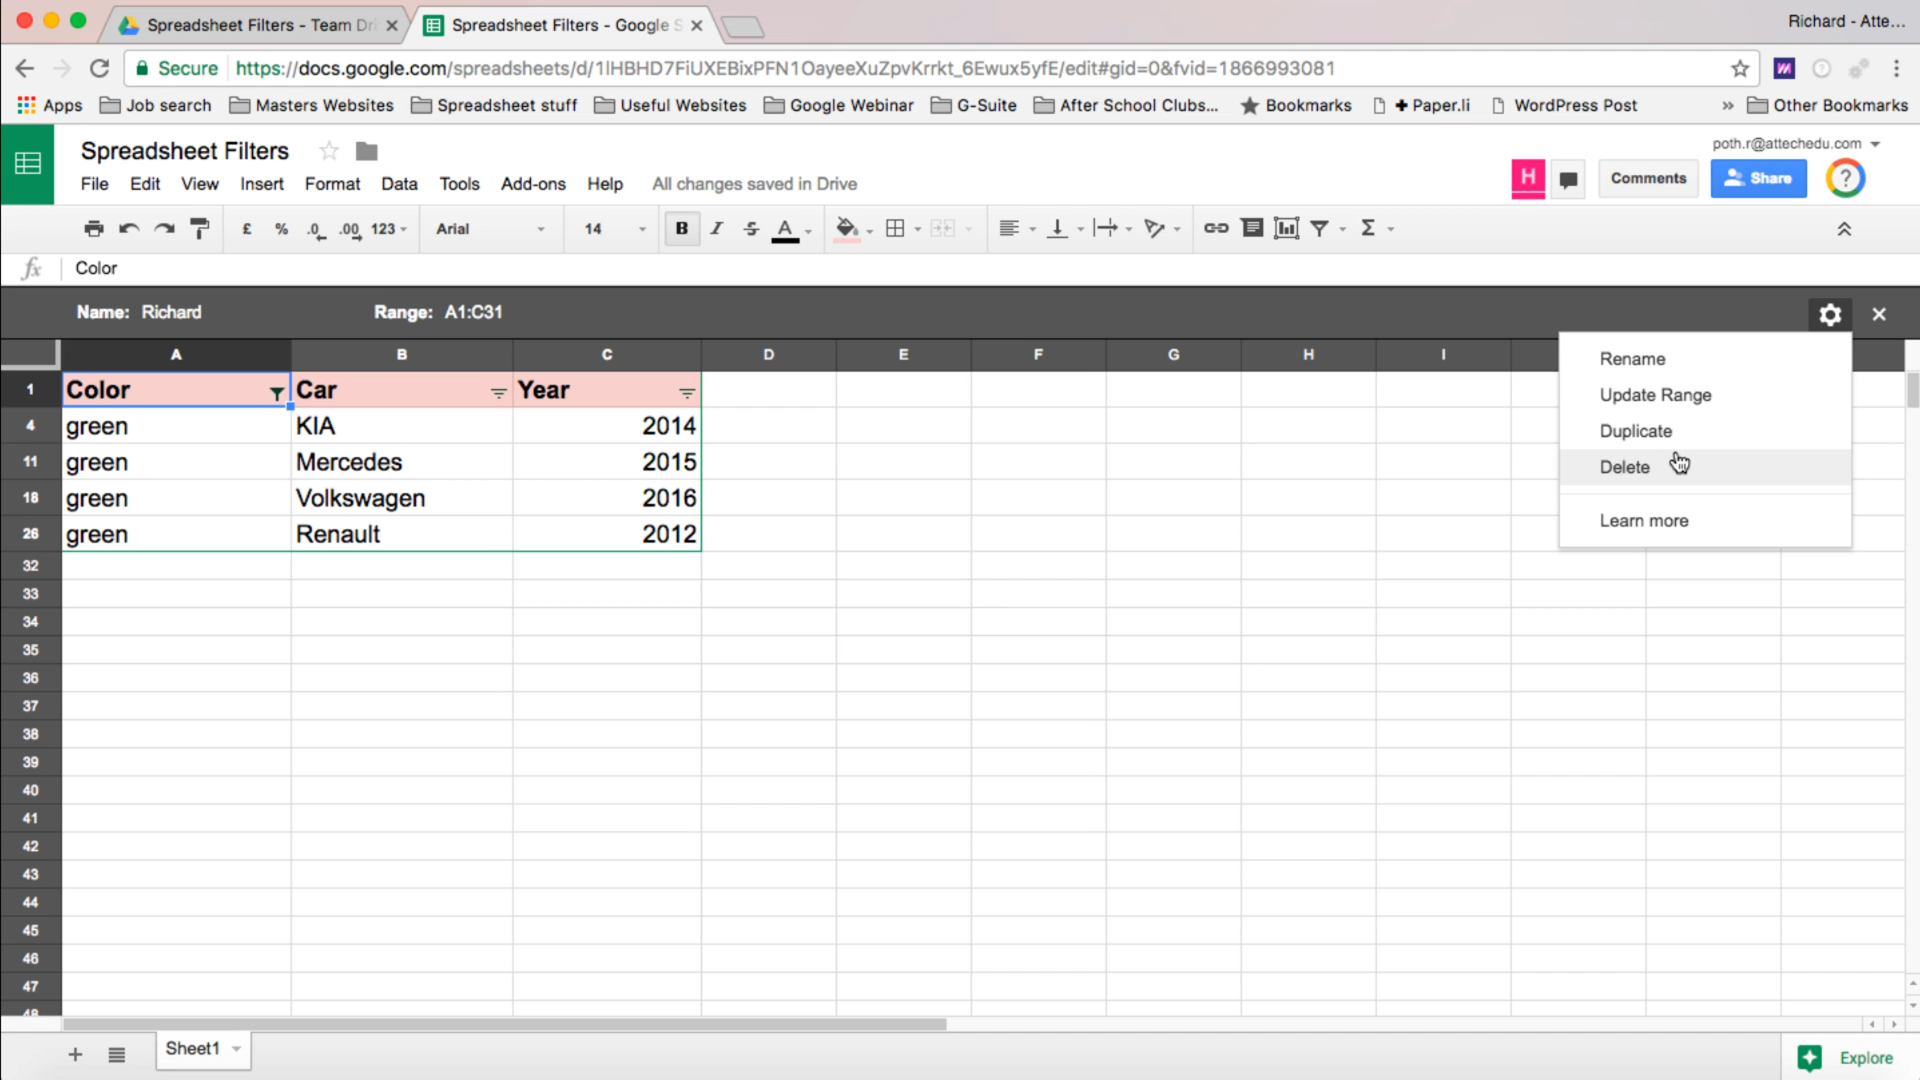 Spreadsheet Filters - Team Dri
Spreadsheet Filters - Google S
Richard - Atte...
Secure https://docs.google.com/spreadsheets/d/1lHBHD7FiUXEBixPFN1OayeeXuZpvKrrkt_6Ewux5yfE/edit#gid=0&fvid=1866993081
Apps Job search Masters Websites Spreadsheet stuff Useful Websites Google Webinar G-Suite After School Clubs... Bookmarks Paper.li WordPress Post » Other Bookmarks
Spreadsheet Filters
poth.r@attechedu.com
File Edit View Insert Format Data Tools Add-ons Help All changes saved in Drive
H Comments Share ?
£ % .0 .00 123 Arial 14 B I S A Σ
fx Color
Name: Richard Range: A1:C31
A B C D E F G H I
1 Color Car Year
4 green KIA 2014
11 green Mercedes 2015
18 green Volkswagen 2016
26 green Renault 2012
32
33
34
35
36
37
38
39
40
41
42
43
44
45
46
47
48
Rename
Update Range
Duplicate
Delete
Learn more
Sheet1
Explore